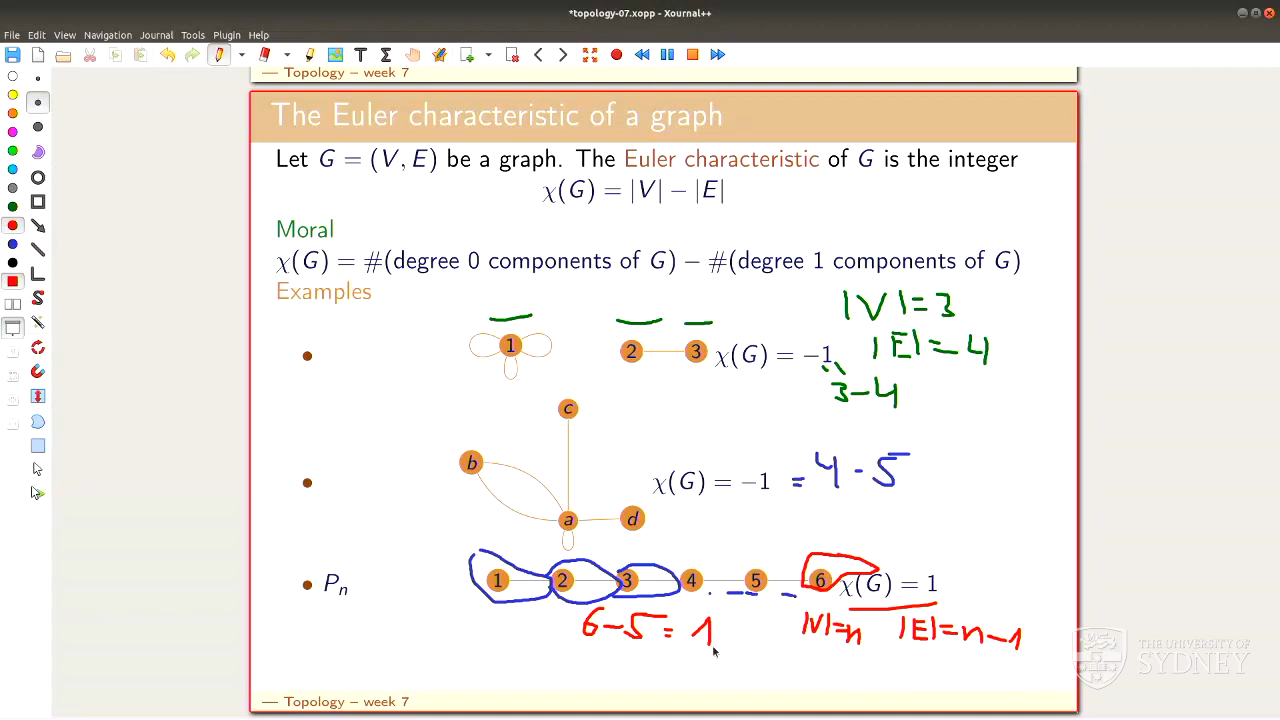 *topology-07.xopp - Xournal++
File Edit View Navigation Journal Tools Plugin Help
— Topology – week 7
The Euler characteristic of a graph
Let G = (V, E) be a graph. The Euler characteristic of G is the integer
χ(G) = |V| − |E|
Moral
χ(G) = #(degree 0 components of G) − #(degree 1 components of G)
Examples
|V|=3
1 2 3 χ(G) = −1 |E|=4
3-4
c
b χ(G) = −1 = 4-5
a d
P_n 1 2 3 4 5 6 χ(G) = 1
6-5=1 |V|=n |E|=n-1
THE UNIVERSITY OF
SYDNEY
— Topology – week 7